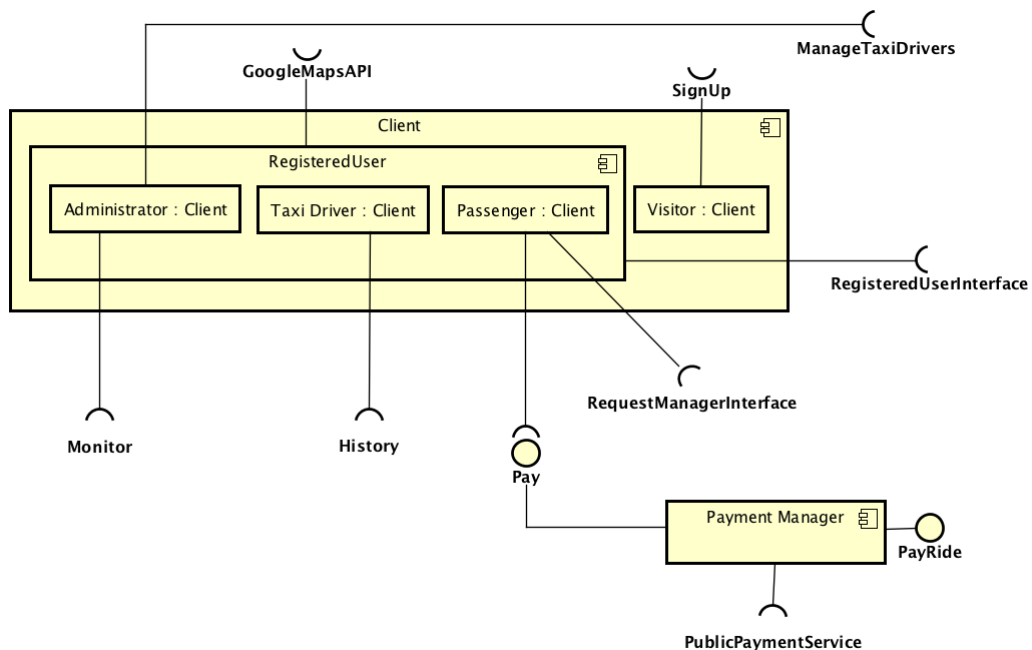 ManageTaxiDrivers
GoogleMapsAPI
SignUp
Client
RegisteredUser
Administrator : Client
Taxi Driver : Client
Passenger : Client
Visitor : Client
RegisteredUserInterface
RequestManagerInterface
Monitor
History
Pay
Payment Manager
PayRide
PublicPaymentService